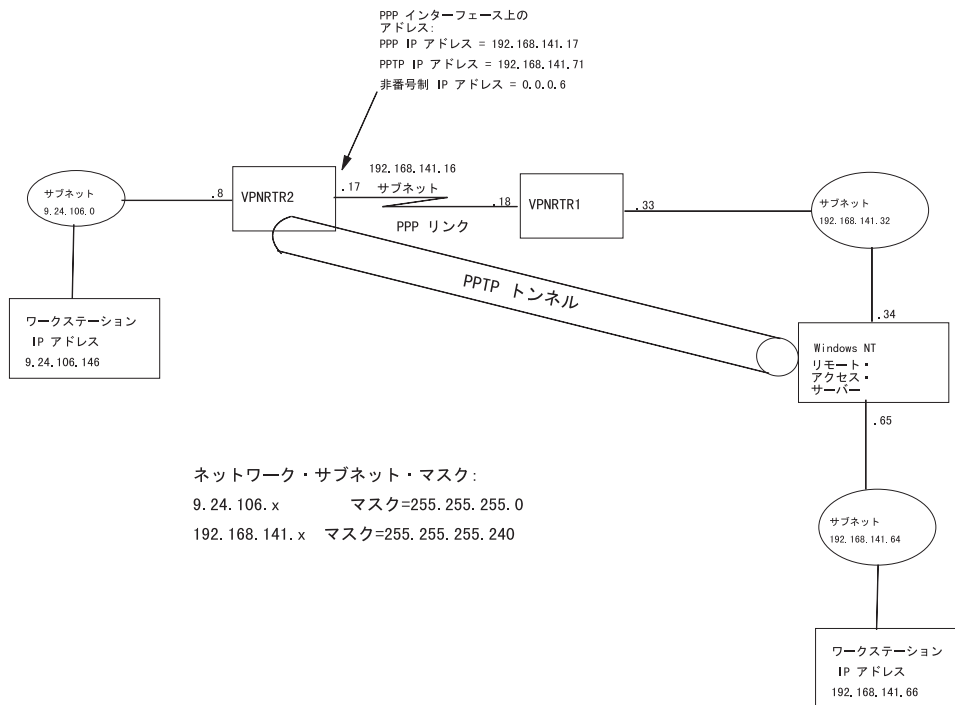 PPP インターフェース上の
アドレス:
PPP IP アドレス = 192.168.141.17
PPTP IP アドレス = 192.168.141.71
非番号制 IP アドレス = 0.0.0.6
192.168.141.16
サブネット
9.24.106.0
.8
VPNRTR2
.17
サブネット
.18
VPNRTR1
.33
サブネット
192.168.141.32
PPP リンク
PPTP トンネル
ワークステーション
IP アドレス
9.24.106.146
.34
Windows NT
リモート・
アクセス・
サーバー
.65
ネットワーク・サブネット・マスク:
9.24.106.x マスク=255.255.255.0
192.168.141.x マスク=255.255.255.240
サブネット
192.168.141.64
ワークステーション
IP アドレス
192.168.141.66